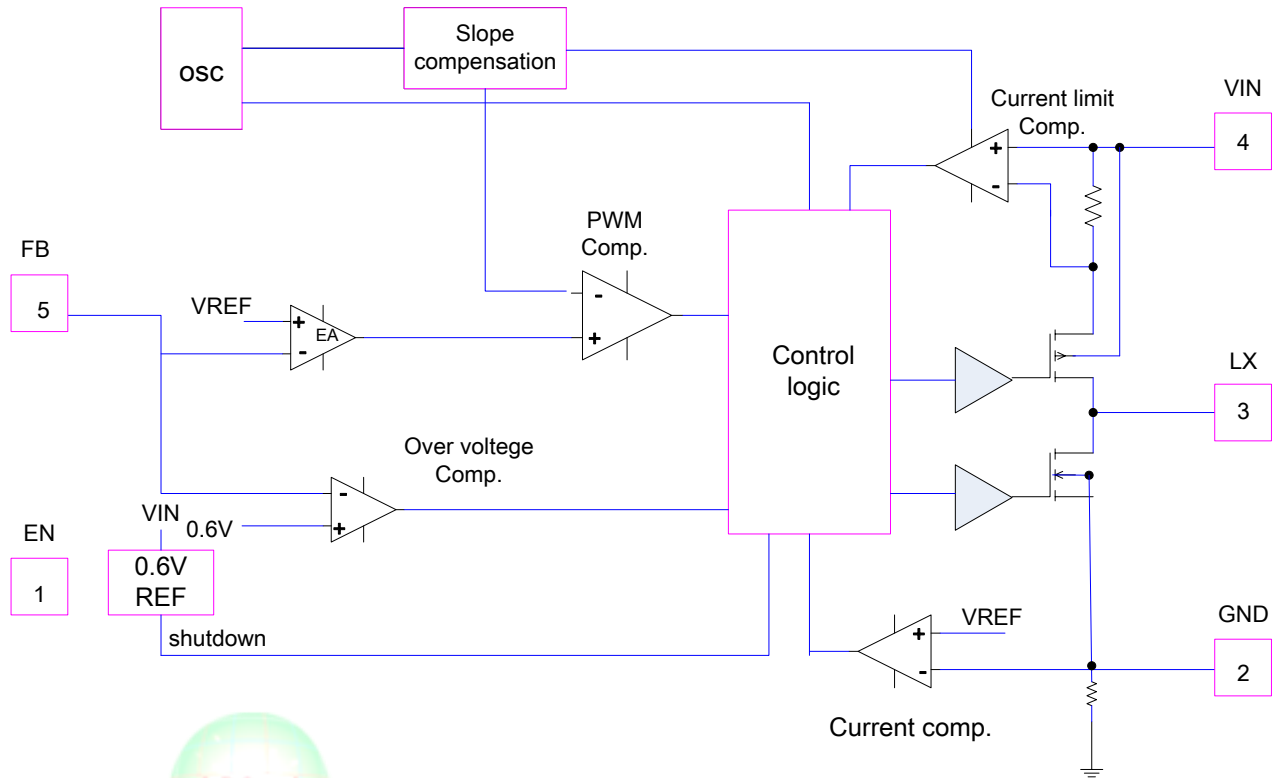 osc
Slope
compensation
Current limit
Comp.
VIN
4
+
-
PWM
Comp.
FB
5
VREF
+
-
EA
-
+
Control
logic
LX
3
Over voltege
Comp.
-
+
VIN
0.6V
EN
1
0.6V
REF
shutdown
VREF
+
-
GND
2
Current comp.